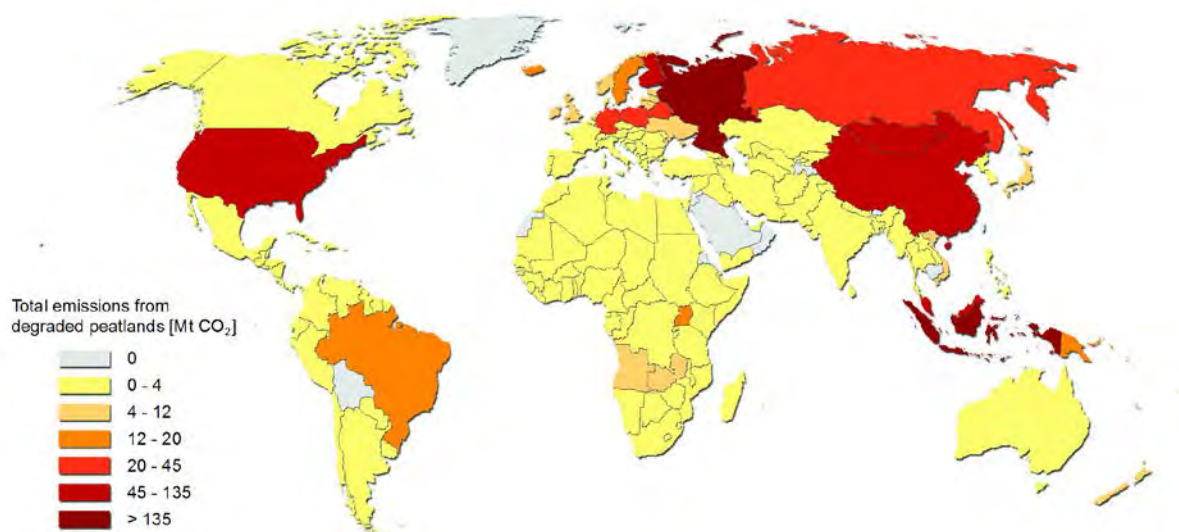 Total emissions from
degraded peatlands [Mt CO₂]
0
0 - 4
4 - 12
12 - 20
20 - 45
45 - 135
> 135